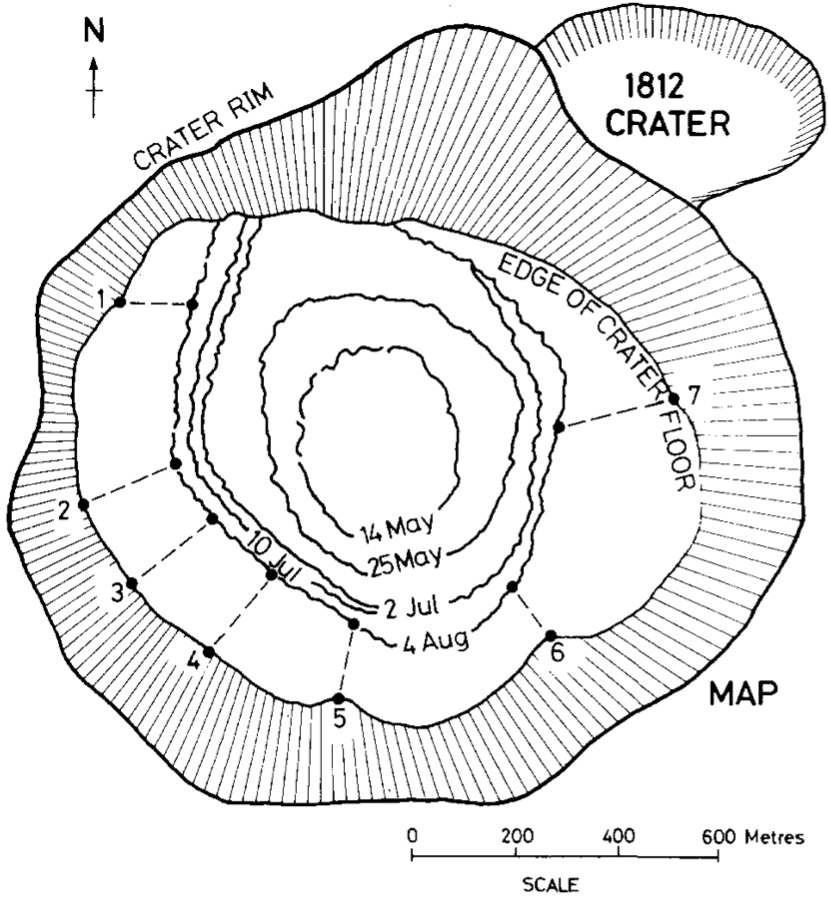 N
1812
CRATER
CRATER RIM
EDGE OF CRATER FLOOR
1
7
2
14 May
25 May
10 Jul
3
2 Jul
4 Aug
4
6
5
MAP
0 200 400 600 Metres
SCALE